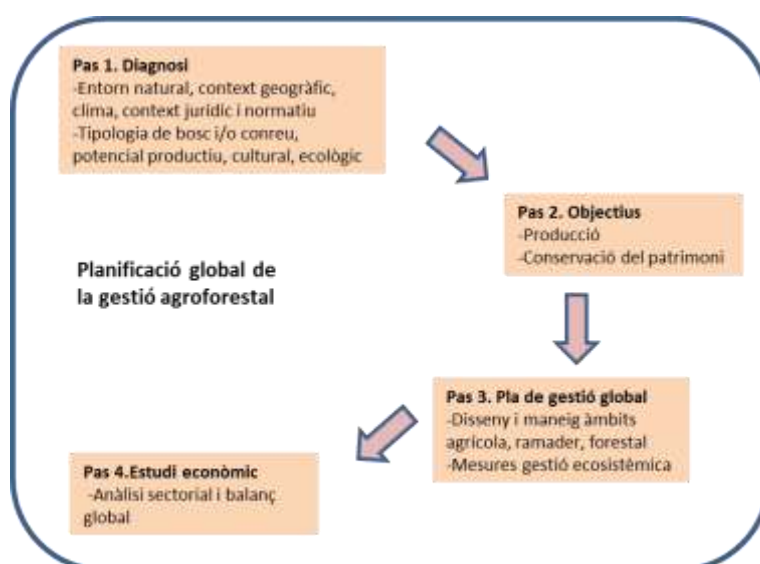 Pas 1. Diagnosi
-Entorn natural, context geogràfic,
clima, context jurídic i normatiu
-Tipologia de bosc i/o conreu,
potencial productiu, cultural, ecològic
Pas 2. Objectius
-Producció
-Conservació del patrimoni
Planificació global de
la gestió agroforestal
Pas 3. Pla de gestió global
-Disseny i maneig àmbits
agrícola, ramader, forestal
-Mesures gestió ecosistèmica
Pas 4.Estudi econòmic
-Anàlisi sectorial i balanç
global